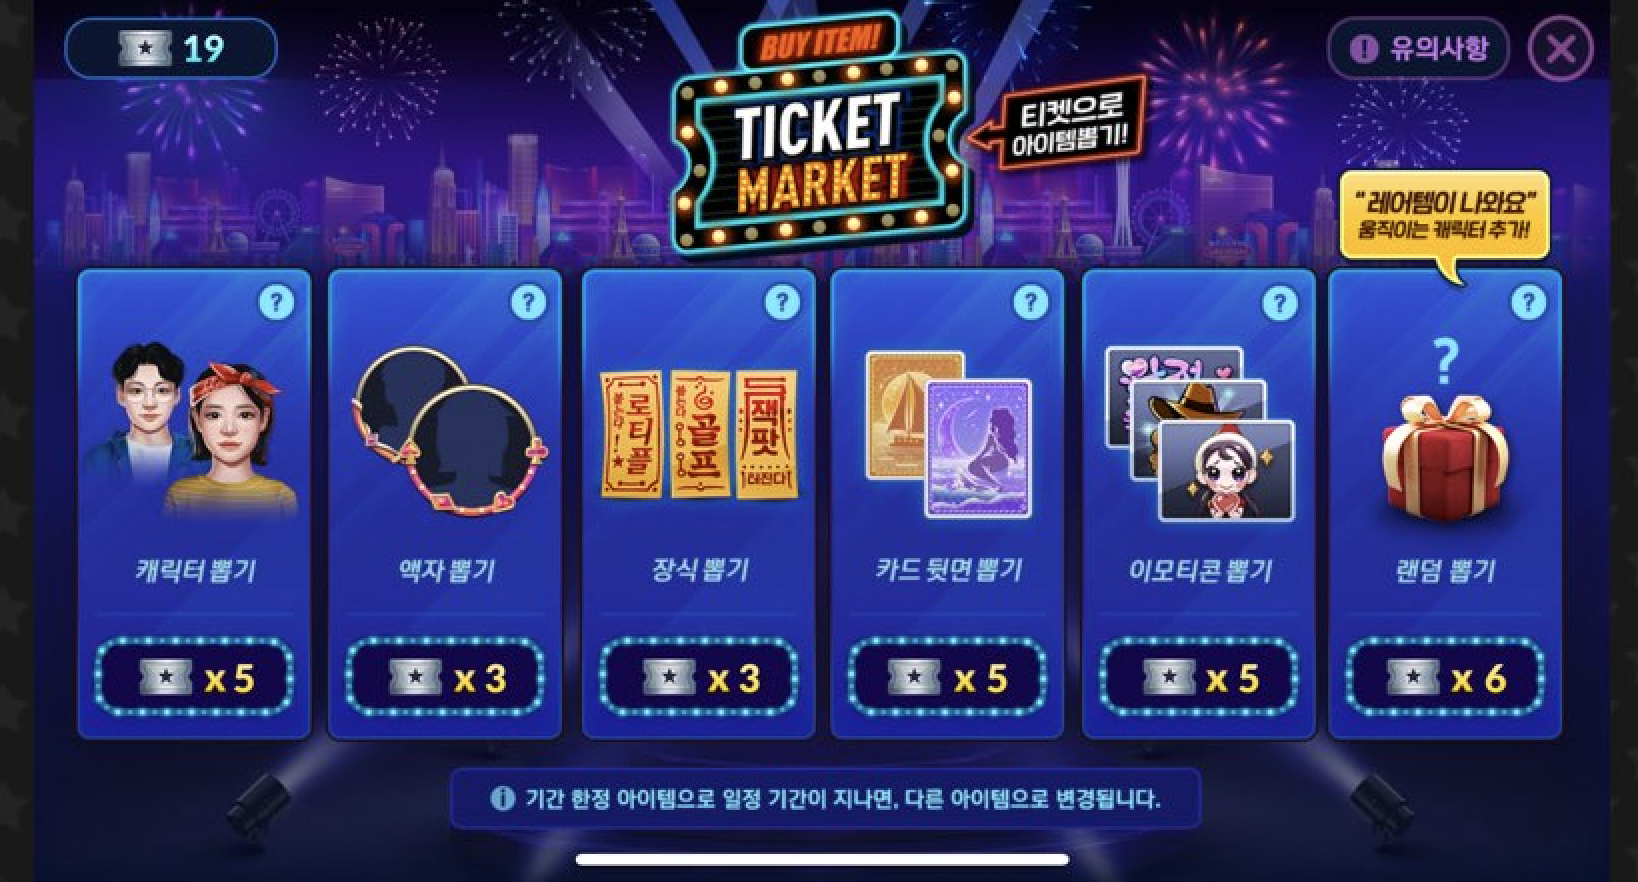 19
BUY ITEM!
TICKET
MARKET
티켓으로
아이템뽑기!
유의사항
"레어템이 나와요"
움직이는 캐릭터 추가!
캐릭터 뽑기
x 5
액자 뽑기
x 3
로티플
골프
잭팟
터진다!
장식 뽑기
x 3
카드 뒷면 뽑기
x 5
이모티콘 뽑기
x 5
?
랜덤 뽑기
x 6
기간 한정 아이템으로 일정 기간이 지나면, 다른 아이템으로 변경됩니다.